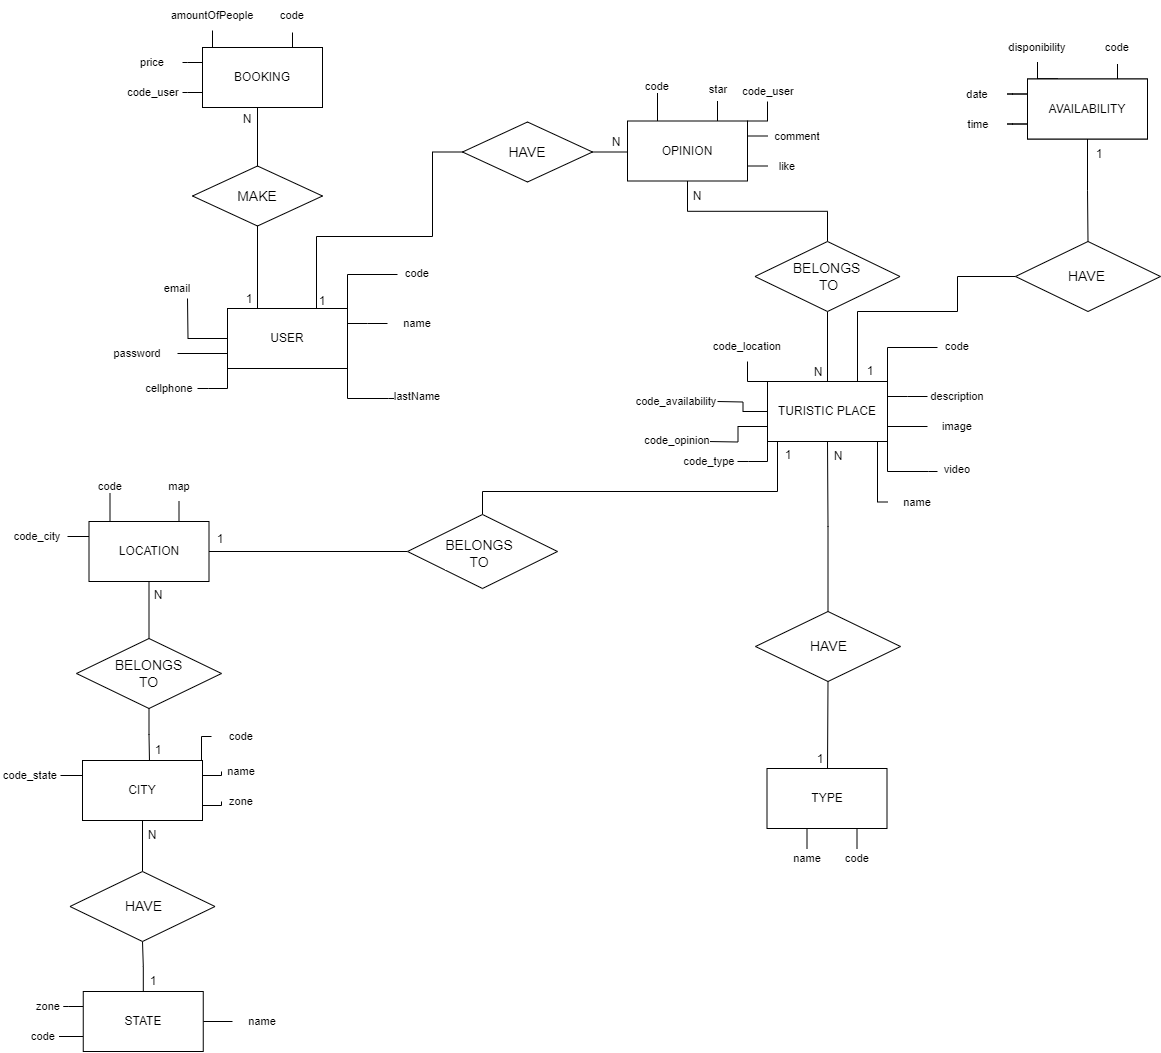 amountOfPeople
code
price
BOOKING
code_user
N
MAKE
1
1
HAVE
N
code
star
code_user
OPINION
comment
like
N
disponibility
code
date
AVAILABILITY
time
1
BELONGS
TO
HAVE
N
1
email
code
USER
name
password
cellphone
lastName
code_location
code
code_availability
TURISTIC PLACE
description
image
code_opinion
code_type
video
name
1
N
code
map
code_city
LOCATION
1
BELONGS
TO
N
BELONGS
TO
1
HAVE
1
code
code_state
CITY
name
zone
N
TYPE
name
code
HAVE
1
zone
STATE
name
code